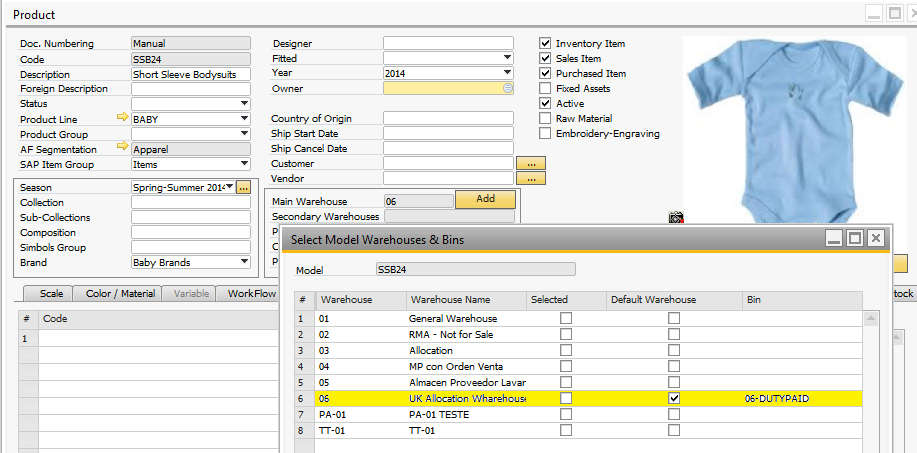 Product
Doc. Numbering Manual
Code SSB24
Description Short Sleeve Bodysuits
Foreign Description
Status
Product Line BABY
Product Group
AF Segmentation Apparel
SAP Item Group Items
Designer
Fitted
Year 2014
Owner
Country of Origin
Ship Start Date
Ship Cancel Date
Customer ...
Vendor ...
Inventory Item
Sales Item
Purchased Item
Fixed Assets
Active
Raw Material
Embroidery-Engraving
Season Spring-Summer 2014 ...
Collection
Sub-Collections
Composition
Simbols Group
Brand Baby Brands
Main Warehouse 06 Add
Secondary Warehouses
P
C
P
Scale Color / Material Variable WorkFlow
tock
# Code
1
Select Model Warehouses & Bins
Model SSB24
# Warehouse Warehouse Name Selected Default Warehouse Bin
1 01 General Warehouse
2 02 RMA - Not for Sale
3 03 Allocation
4 04 MP con Orden Venta
5 05 Almacen Proveedor Lavar
6 06 UK Allocation Wharehouse 06-DUTYPAID
7 PA-01 PA-01 TESTE
8 TT-01 TT-01